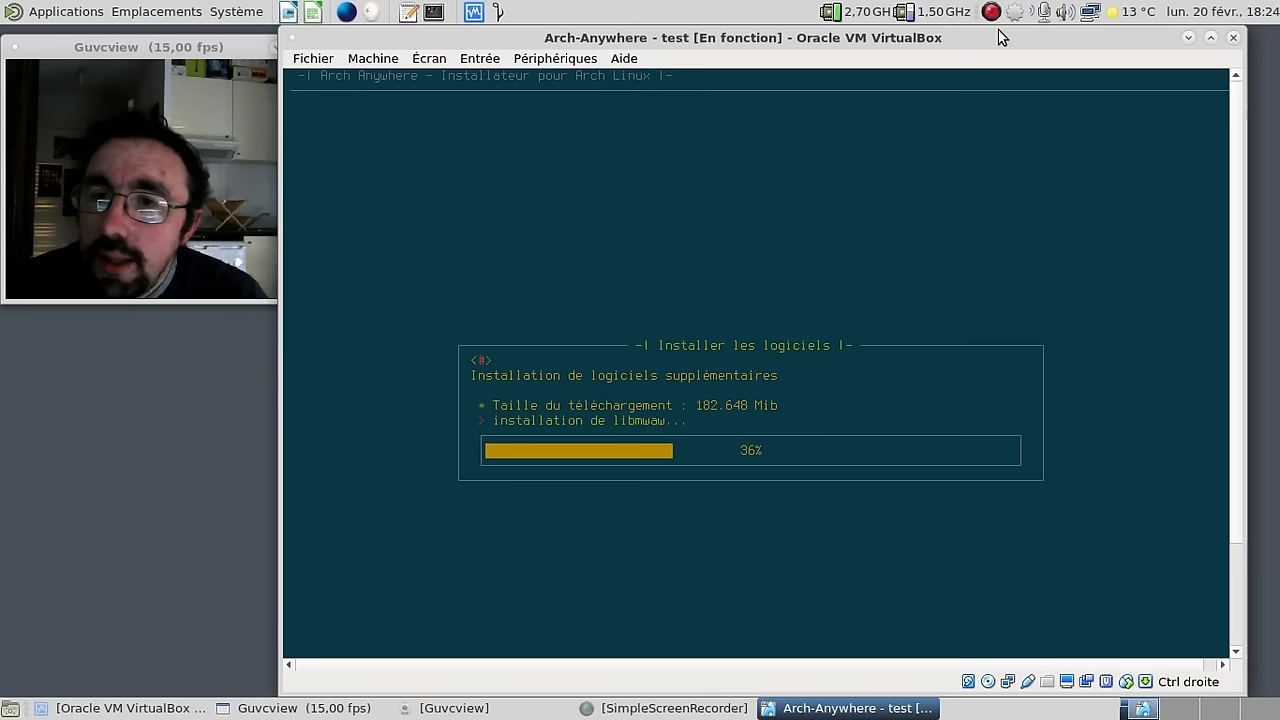 Applications Emplacements Système 2,70 GH 1,50 GHz 13 °C lun. 20 févr., 18:24
Guvcview (15,00 fps)
Arch-Anywhere - test [En fonction] - Oracle VM VirtualBox
Fichier Machine Écran Entrée Périphériques Aide
-| Arch Anywhere - Installateur pour Arch Linux |-
-| Installer les logiciels |-
<#>
Installation de logiciels supplémentaires
* Taille du téléchargement : 182.648 Mib
> installation de libmwaw...
36%
Ctrl droite
[Oracle VM VirtualBox ... Guvcview (15,00 fps) [Guvcview] [SimpleScreenRecorder] Arch-Anywhere - test [...